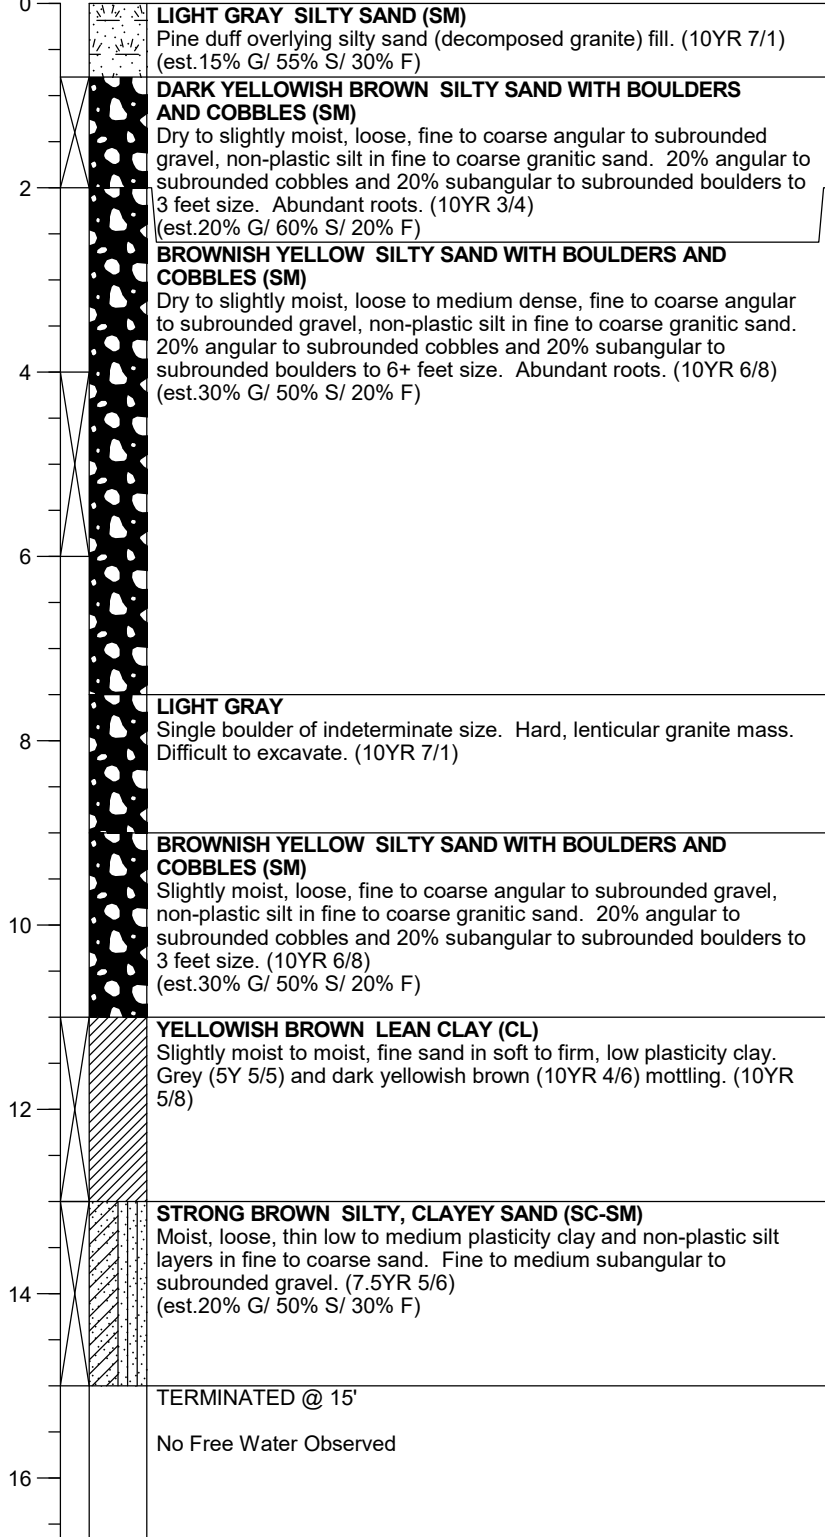 0
LIGHT GRAY SILTY SAND (SM)
Pine duff overlying silty sand (decomposed granite) fill. (10YR 7/1)
(est.15% G/ 55% S/ 30% F)
DARK YELLOWISH BROWN SILTY SAND WITH BOULDERS
AND COBBLES (SM)
Dry to slightly moist, loose, fine to coarse angular to subrounded
gravel, non-plastic silt in fine to coarse granitic sand. 20% angular to
subrounded cobbles and 20% subangular to subrounded boulders to
2
3 feet size. Abundant roots. (10YR 3/4)
(est.20% G/ 60% S/ 20% F)
BROWNISH YELLOW SILTY SAND WITH BOULDERS AND
COBBLES (SM)
Dry to slightly moist, loose to medium dense, fine to coarse angular
to subrounded gravel, non-plastic silt in fine to coarse granitic sand.
20% angular to subrounded cobbles and 20% subangular to
4
subrounded boulders to 6+ feet size. Abundant roots. (10YR 6/8)
(est.30% G/ 50% S/ 20% F)
6
LIGHT GRAY
Single boulder of indeterminate size. Hard, lenticular granite mass.
8
Difficult to excavate. (10YR 7/1)
BROWNISH YELLOW SILTY SAND WITH BOULDERS AND
COBBLES (SM)
Slightly moist, loose, fine to coarse angular to subrounded gravel,
10
non-plastic silt in fine to coarse granitic sand. 20% angular to
subrounded cobbles and 20% subangular to subrounded boulders to
3 feet size. (10YR 6/8)
(est.30% G/ 50% S/ 20% F)
YELLOWISH BROWN LEAN CLAY (CL)
Slightly moist to moist, fine sand in soft to firm, low plasticity clay.
Grey (5Y 5/5) and dark yellowish brown (10YR 4/6) mottling. (10YR
5/8)
12
STRONG BROWN SILTY, CLAYEY SAND (SC-SM)
Moist, loose, thin low to medium plasticity clay and non-plastic silt
layers in fine to coarse sand. Fine to medium subangular to
subrounded gravel. (7.5YR 5/6)
14
(est.20% G/ 50% S/ 30% F)
TERMINATED @ 15'
No Free Water Observed
16